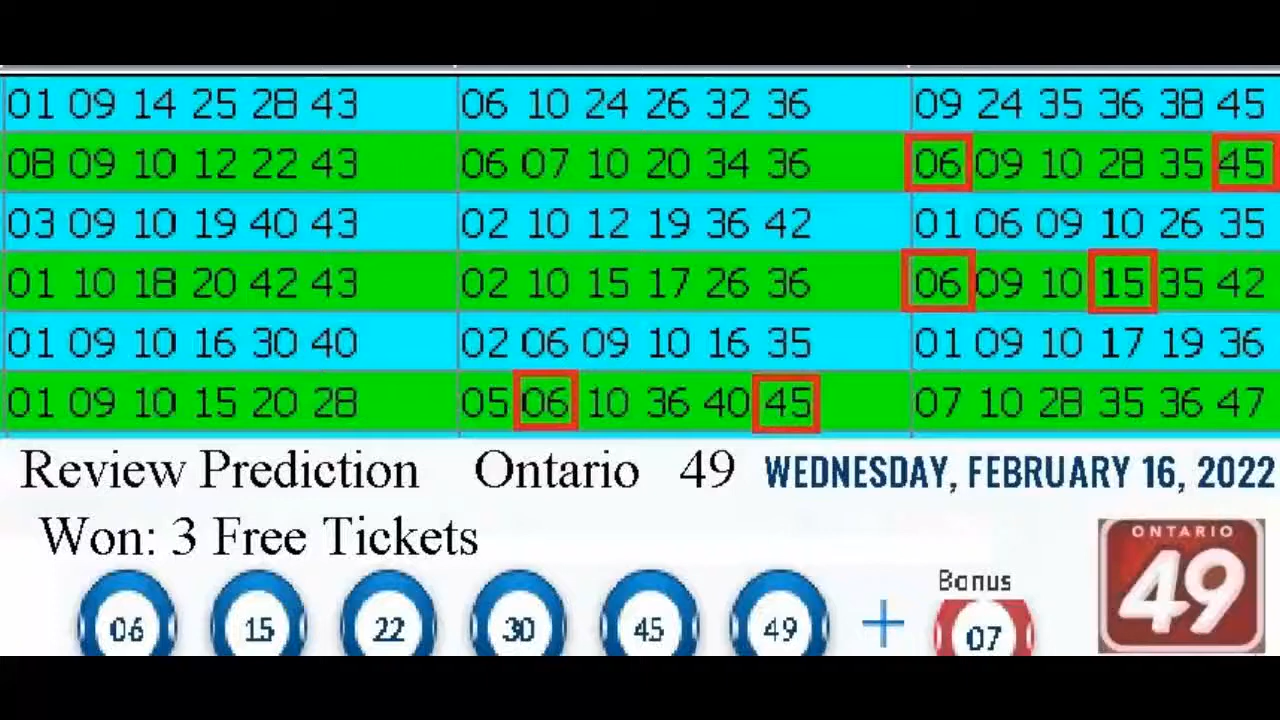 01 09 14 25 28 43 06 10 24 26 32 36 09 24 35 36 38 45
08 09 10 12 22 43 06 07 10 20 34 36 06 09 10 28 35 45
03 09 10 19 40 43 02 10 12 19 36 42 01 06 09 10 26 35
01 10 18 20 42 43 02 10 15 17 26 36 06 09 10 15 35 42
01 09 10 16 30 40 02 06 09 10 16 35 01 09 10 17 19 36
01 09 10 15 20 28 05 06 10 36 40 45 07 10 28 35 36 47
Review Prediction Ontario 49 WEDNESDAY, FEBRUARY 16, 2022
Won: 3 Free Tickets
ONTARIO
49
Bonus
06 15 22 30 45 49 + 07